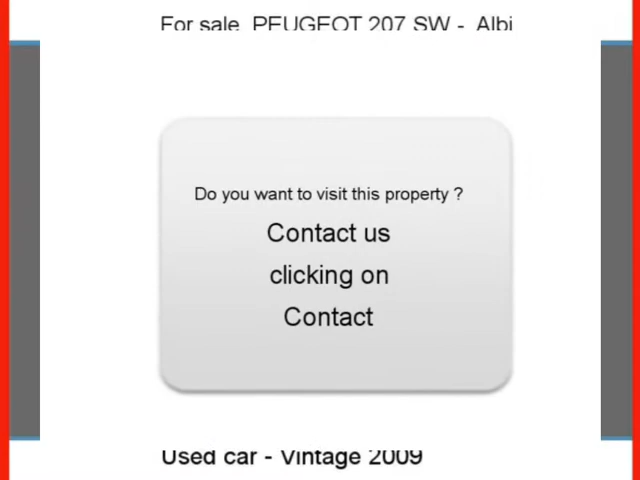 For sale PEUGEOT 207 SW - Albi
Do you want to visit this property ?
Contact us
clicking on
Contact
Used car - Vintage 2009